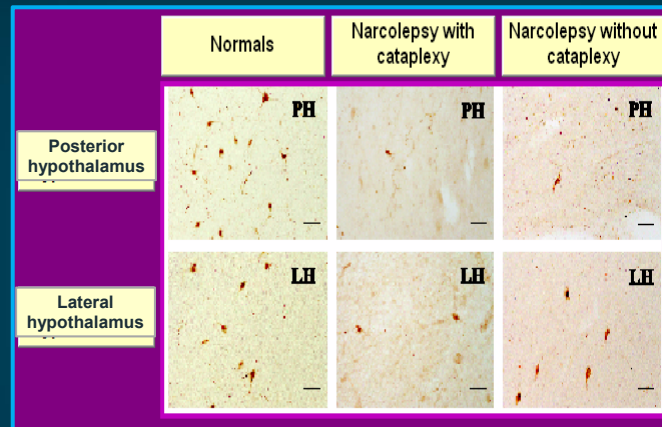 Normals
Narcolepsy with
cataplexy
Narcolepsy without
cataplexy
Posterior
hypothalamus
PH
PH
PH
Lateral
hypothalamus
LH
LH
LH